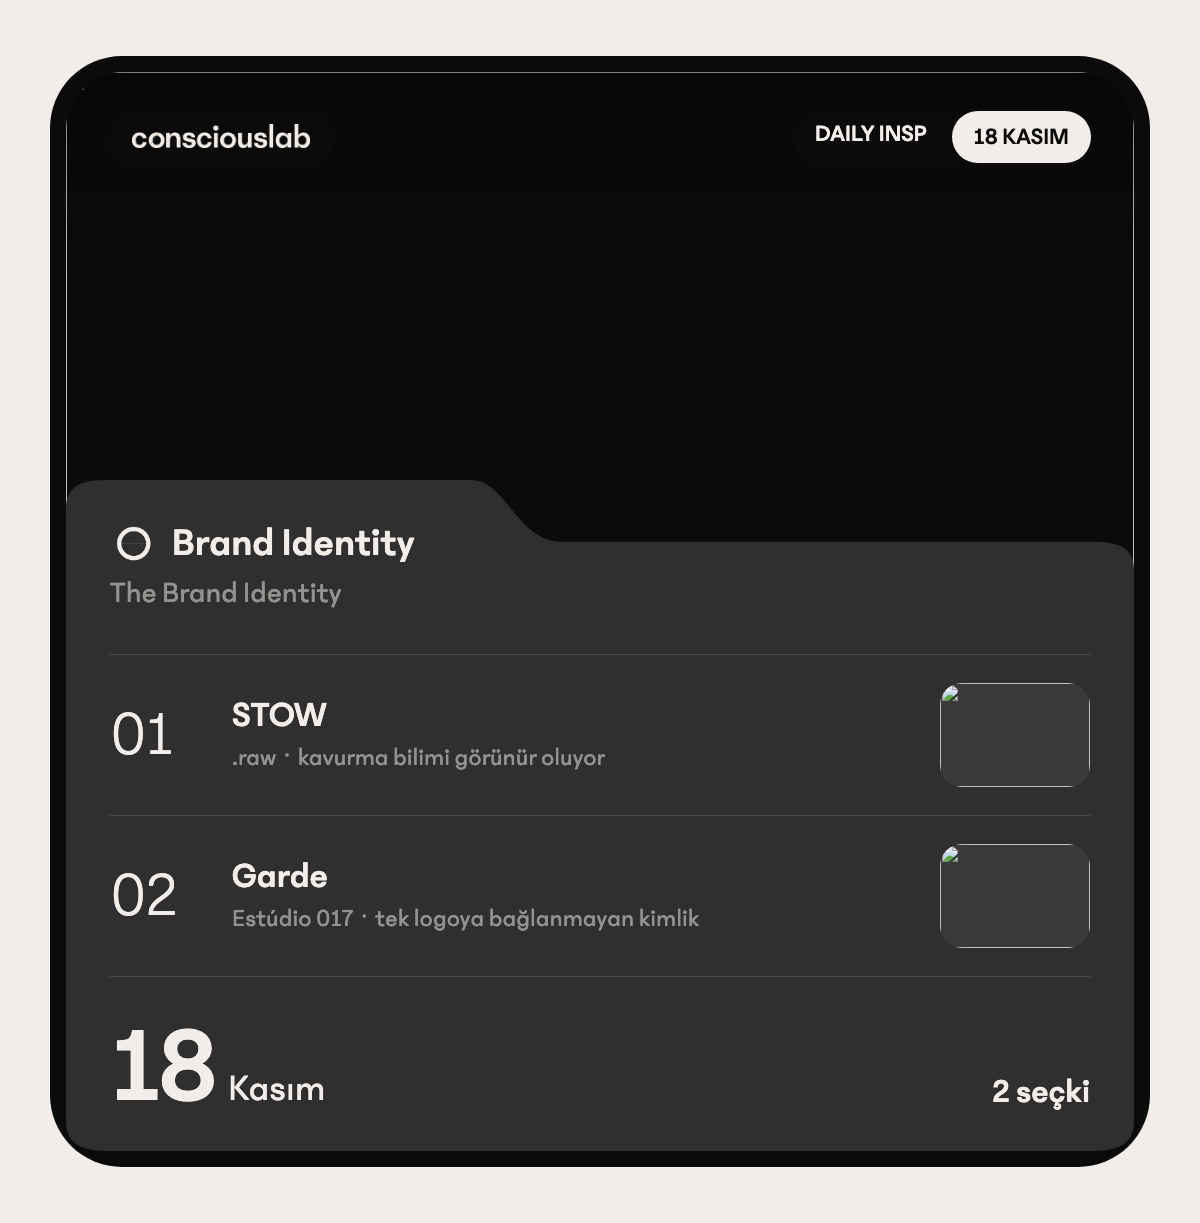 consciouslab
DAILY INSP
18 KASIM
Brand Identity
The Brand Identity
01
STOW
.raw · kavurma bilimi görünür oluyor
02
Garde
Estúdio 017 · tek logoya bağlanmayan kimlik
18 Kasım
2 seçki